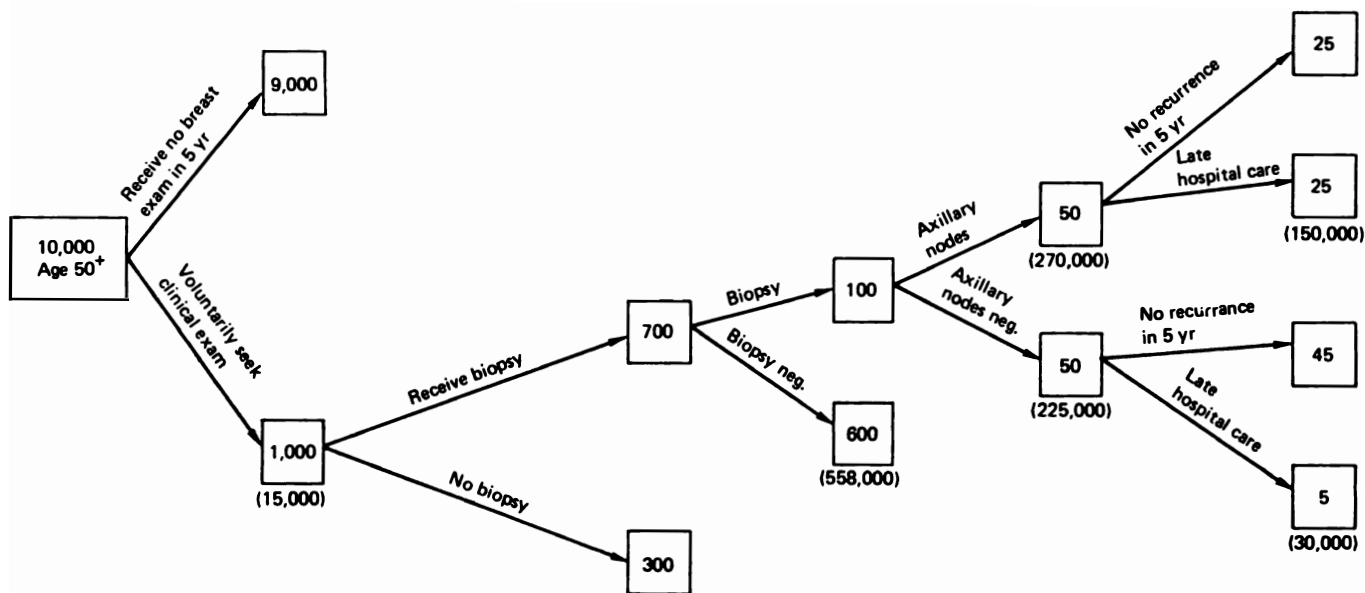 10,000
Age 50+
Receive no breast
exam in 5 yr
9,000
Voluntarily seek
clinical exam
1,000
(15,000)
Receive biopsy
700
No biopsy
300
Biopsy
100
Biopsy neg.
600
(558,000)
Axillary
nodes
50
(270,000)
Axillary
nodes neg.
50
(225,000)
No recurrence
in 5 yr
25
Late
hospital care
25
(150,000)
No recurrance
in 5 yr
45
Late
hospital care
5
(30,000)